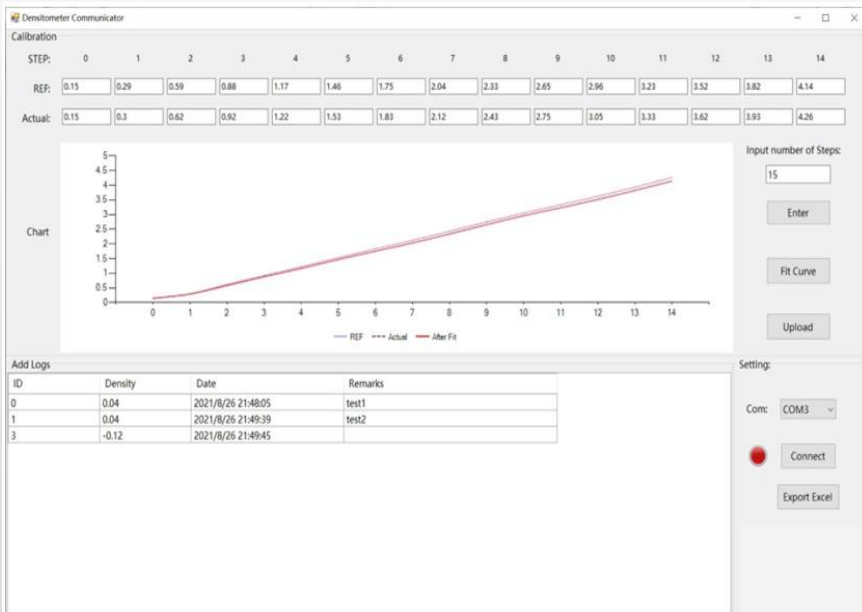 Densitometer Communicator
Calibration
STEP: 0 1 2 3 4 5 6 7 8 9 10 11 12 13 14
REF: 0.15 0.29 0.59 0.88 1.17 1.46 1.75 2.04 2.33 2.65 2.96 3.23 3.52 3.82 4.14
Actual: 0.15 0.3 0.62 0.92 1.22 1.53 1.83 2.12 2.43 2.75 3.05 3.33 3.62 3.93 4.26
Input number of Steps:
15
Enter
Fit Curve
Upload
Chart
5
4.5
4
3.5
3
2.5
2
1.5
1
0.5
0
0 1 2 3 4 5 6 7 8 9 10 11 12 13 14
REF Actual After Fit
Add Logs
ID Density Date Remarks
0 0.04 2021/8/26 21:48:05 test1
1 0.04 2021/8/26 21:49:39 test2
3 -0.12 2021/8/26 21:49:45
Setting:
Com: COM3
Connect
Export Excel